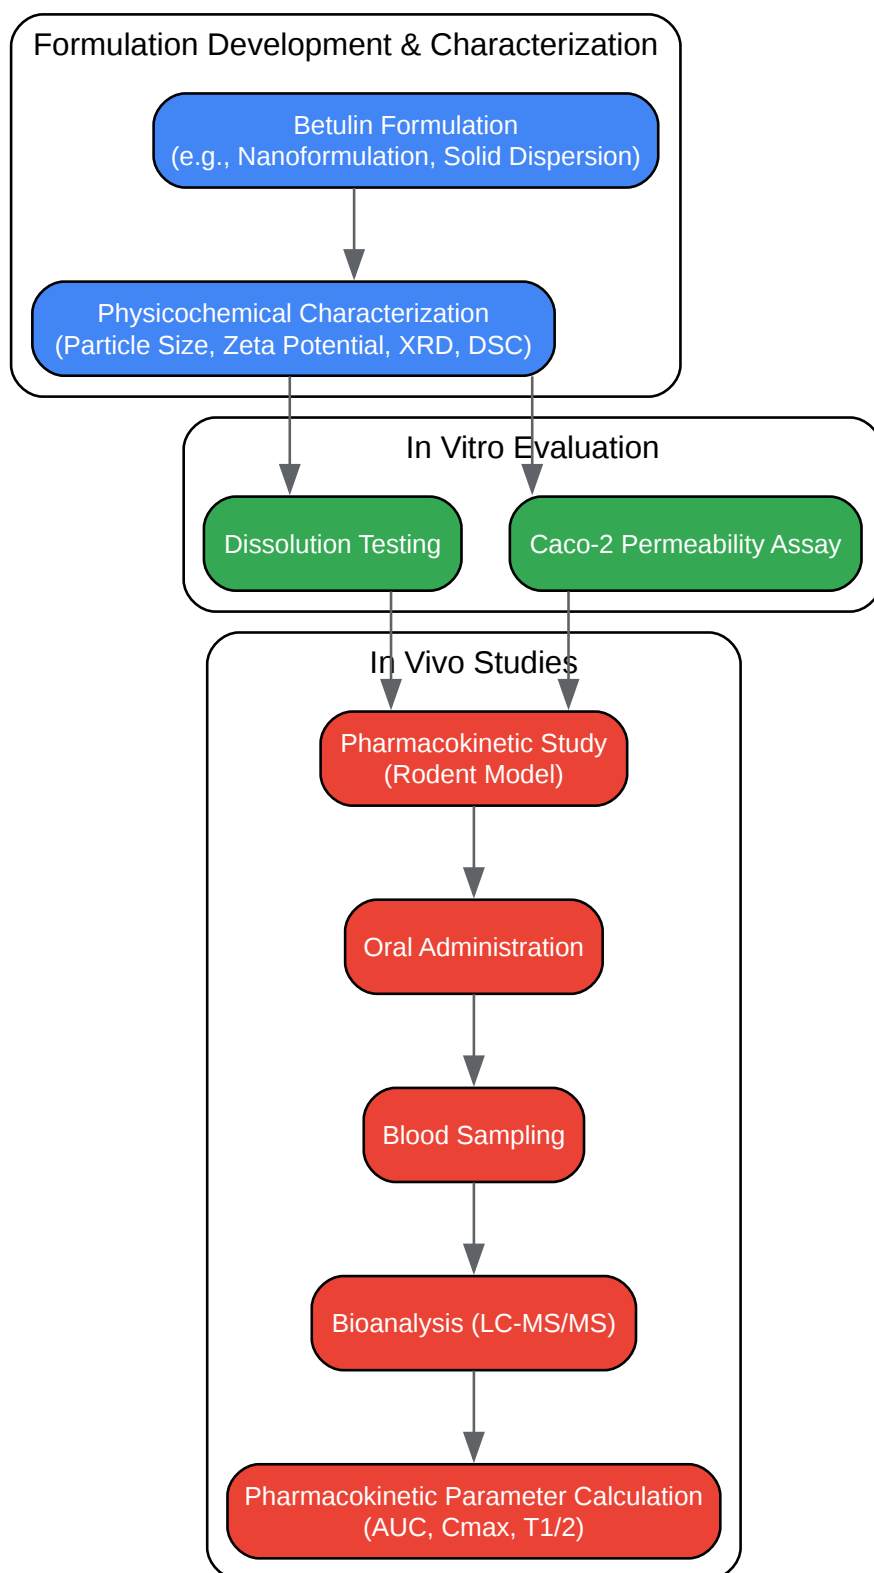 Formulation Development & Characterization
Betulin Formulation
(e.g., Nanoformulation, Solid Dispersion)
Physicochemical Characterization
(Particle Size, Zeta Potential, XRD, DSC)
In Vitro Evaluation
Dissolution Testing
Caco-2 Permeability Assay
In Vivo Studies
Pharmacokinetic Study
(Rodent Model)
Oral Administration
Blood Sampling
Bioanalysis (LC-MS/MS)
Pharmacokinetic Parameter Calculation
(AUC, Cmax, T1/2)